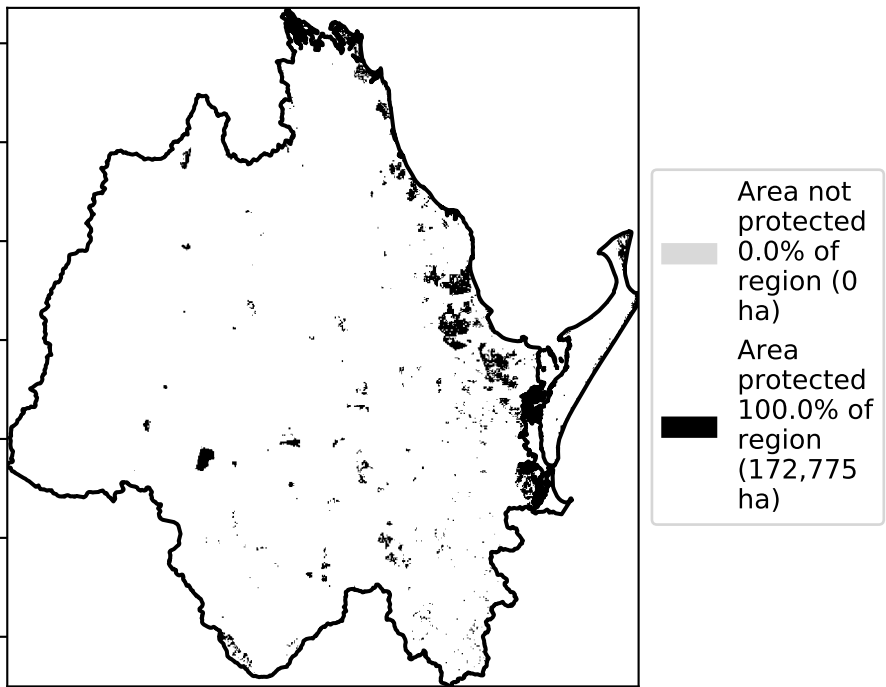 Area not
protected
0.0% of
region (0
ha)
Area
protected
100.0% of
region
(172,775
ha)